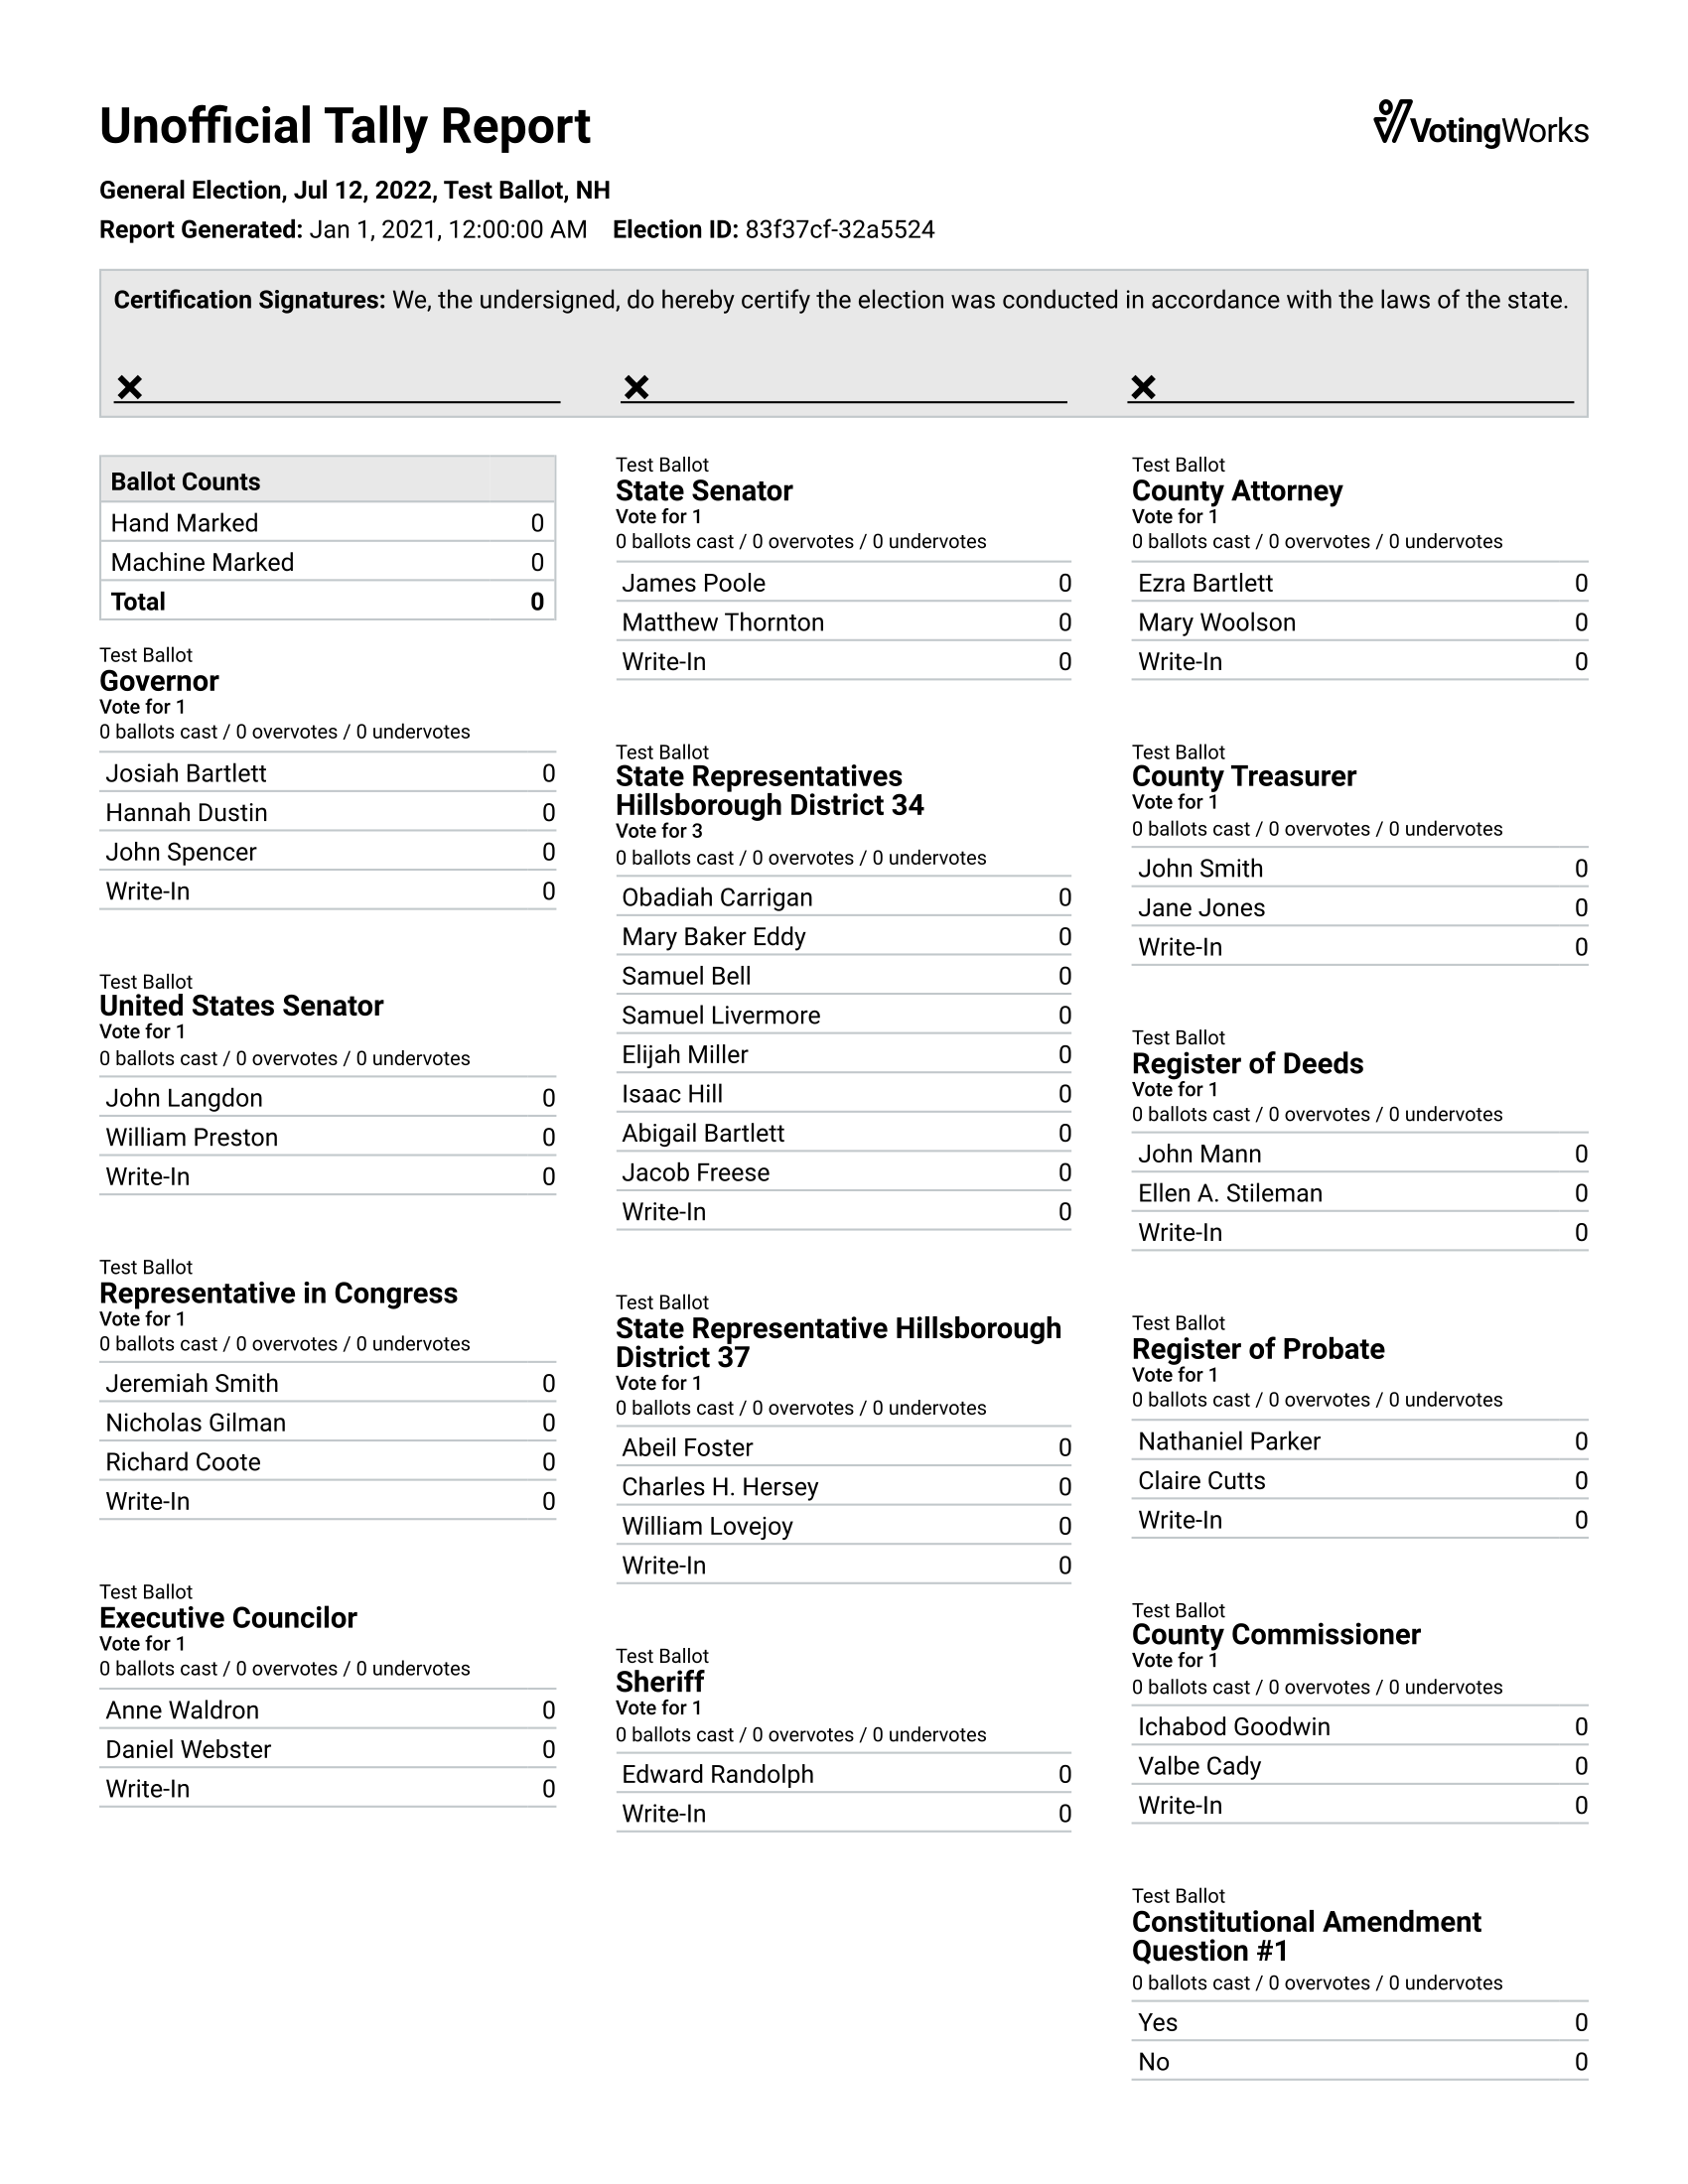 Unofficial Tally Report
VotingWorks
General Election, Jul 12, 2022, Test Ballot, NH
Report Generated: Jan 1, 2021, 12:00:00 AM Election ID: 83f37cf-32a5524
Certification Signatures: We, the undersigned, do hereby certify the election was conducted in accordance with the laws of the state.
Ballot Counts
Hand Marked 0
Machine Marked 0
Total 0
Test Ballot
Governor
Vote for 1
0 ballots cast / 0 overvotes / 0 undervotes
Josiah Bartlett 0
Hannah Dustin 0
John Spencer 0
Write-In 0
Test Ballot
United States Senator
Vote for 1
0 ballots cast / 0 overvotes / 0 undervotes
John Langdon 0
William Preston 0
Write-In 0
Test Ballot
Representative in Congress
Vote for 1
0 ballots cast / 0 overvotes / 0 undervotes
Jeremiah Smith 0
Nicholas Gilman 0
Richard Coote 0
Write-In 0
Test Ballot
Executive Councilor
Vote for 1
0 ballots cast / 0 overvotes / 0 undervotes
Anne Waldron 0
Daniel Webster 0
Write-In 0
Test Ballot
State Senator
Vote for 1
0 ballots cast / 0 overvotes / 0 undervotes
James Poole 0
Matthew Thornton 0
Write-In 0
Test Ballot
State Representatives
Hillsborough District 34
Vote for 3
0 ballots cast / 0 overvotes / 0 undervotes
Obadiah Carrigan 0
Mary Baker Eddy 0
Samuel Bell 0
Samuel Livermore 0
Elijah Miller 0
Isaac Hill 0
Abigail Bartlett 0
Jacob Freese 0
Write-In 0
Test Ballot
State Representative Hillsborough
District 37
Vote for 1
0 ballots cast / 0 overvotes / 0 undervotes
Abeil Foster 0
Charles H. Hersey 0
William Lovejoy 0
Write-In 0
Test Ballot
Sheriff
Vote for 1
0 ballots cast / 0 overvotes / 0 undervotes
Edward Randolph 0
Write-In 0
Test Ballot
County Attorney
Vote for 1
0 ballots cast / 0 overvotes / 0 undervotes
Ezra Bartlett 0
Mary Woolson 0
Write-In 0
Test Ballot
County Treasurer
Vote for 1
0 ballots cast / 0 overvotes / 0 undervotes
John Smith 0
Jane Jones 0
Write-In 0
Test Ballot
Register of Deeds
Vote for 1
0 ballots cast / 0 overvotes / 0 undervotes
John Mann 0
Ellen A. Stileman 0
Write-In 0
Test Ballot
Register of Probate
Vote for 1
0 ballots cast / 0 overvotes / 0 undervotes
Nathaniel Parker 0
Claire Cutts 0
Write-In 0
Test Ballot
County Commissioner
Vote for 1
0 ballots cast / 0 overvotes / 0 undervotes
Ichabod Goodwin 0
Valbe Cady 0
Write-In 0
Test Ballot
Constitutional Amendment
Question #1
0 ballots cast / 0 overvotes / 0 undervotes
Yes 0
No 0